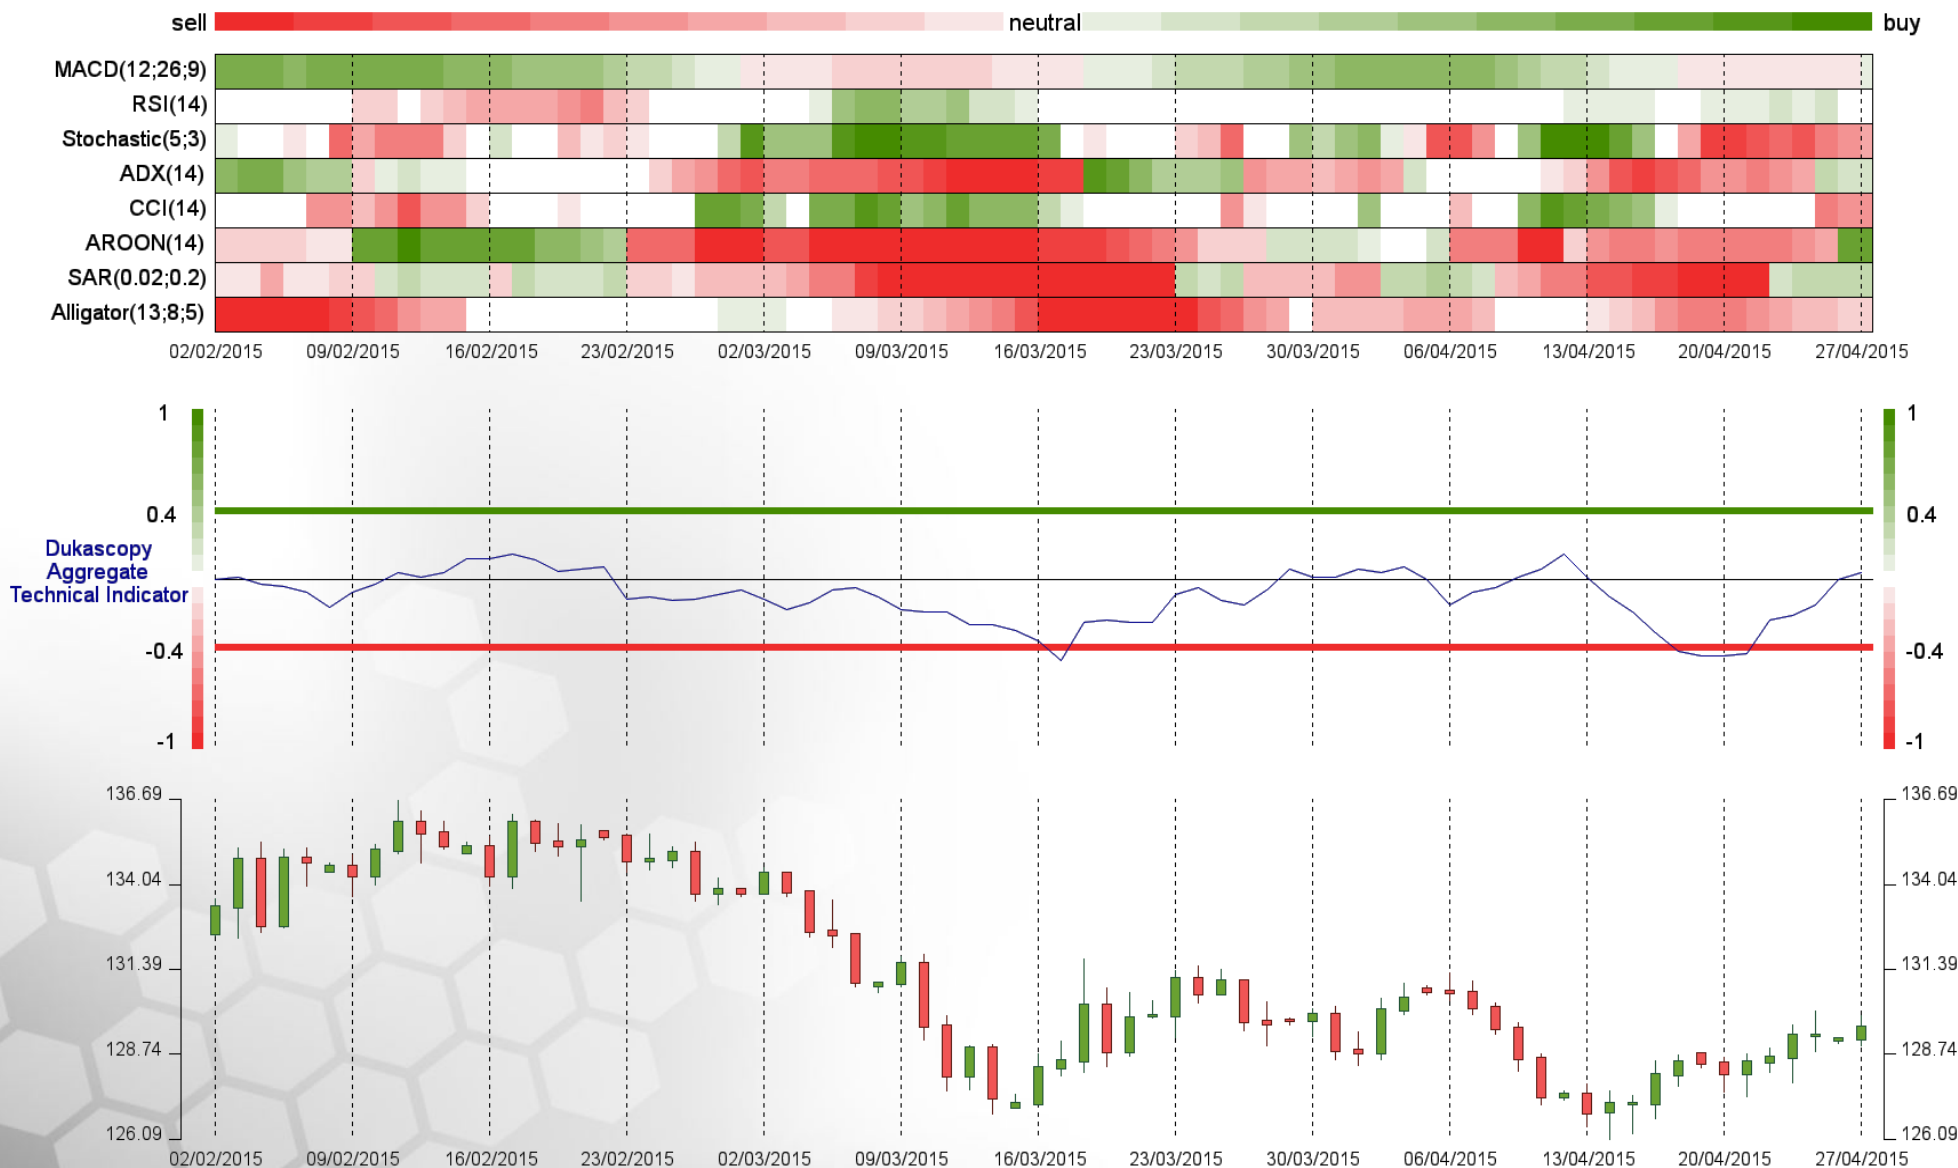 sell neutral buy
MACD(12;26;9)
RSI(14)
Stochastic(5;3)
ADX(14)
CCI(14)
AROON(14)
SAR(0.02;0.2)
Alligator(13;8;5)
02/02/2015 09/02/2015 16/02/2015 23/02/2015 02/03/2015 09/03/2015 16/03/2015 23/03/2015 30/03/2015 06/04/2015 13/04/2015 20/04/2015 27/04/2015
1 1
0.4 0.4
Dukascopy
Aggregate
Technical Indicator
-0.4 -0.4
-1 -1
136.69 136.69
134.04 134.04
131.39 131.39
128.74 128.74
126.09 126.09
02/02/2015 09/02/2015 16/02/2015 23/02/2015 02/03/2015 09/03/2015 16/03/2015 23/03/2015 30/03/2015 06/04/2015 13/04/2015 20/04/2015 27/04/2015